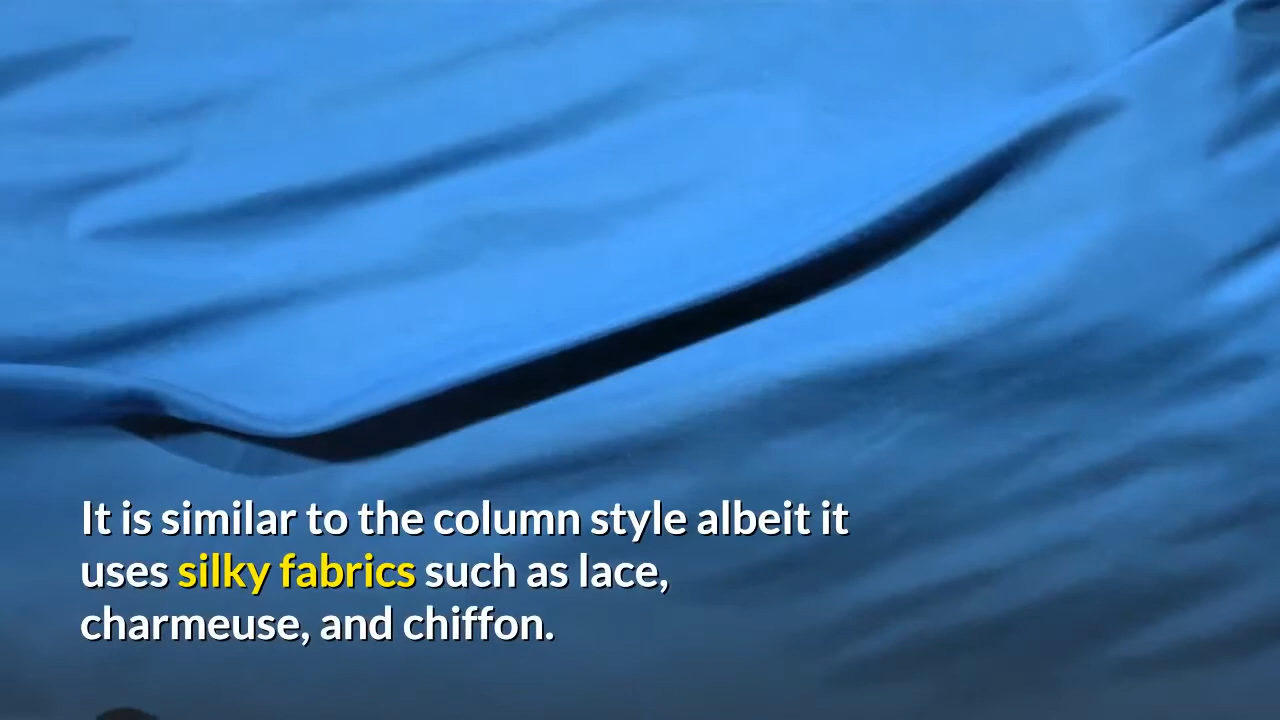 It is similar to the column style albeit it
uses silky fabrics such as lace,
charmeuse, and chiffon.